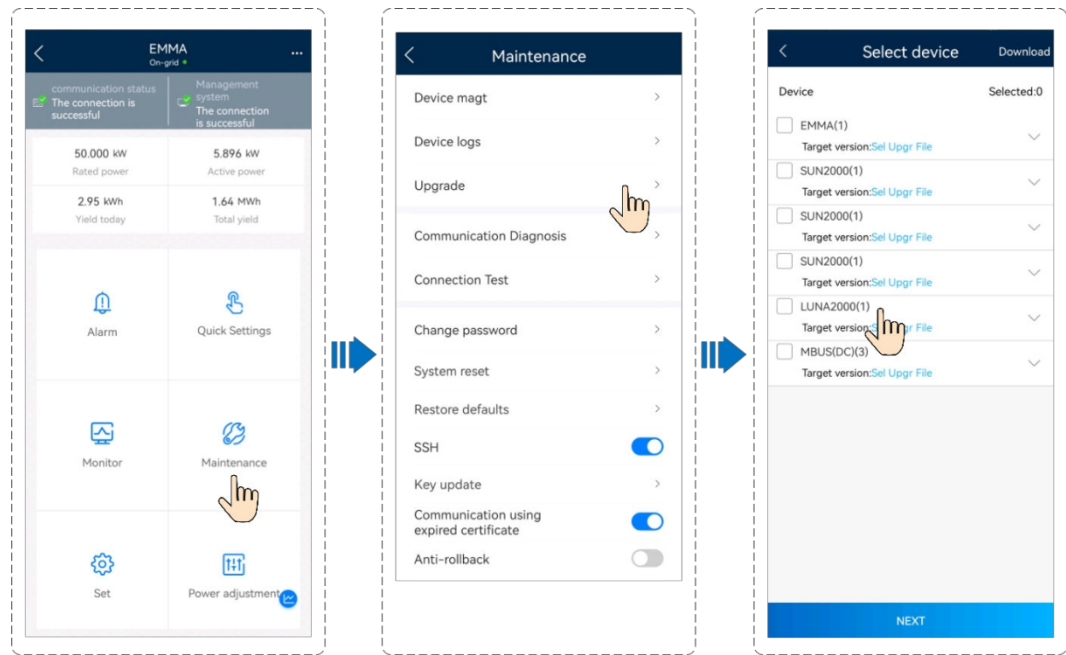 EMMA
On-grid
communication status
The connection is
successful
Management
system
The connection
is successful
50.000 kW
Rated power
5.896 kW
Active power
2.95 kWh
Yield today
1.64 MWh
Total yield
Alarm
Quick Settings
Monitor
Maintenance
Set
Power adjustment
Maintenance
Device magt
Device logs
Upgrade
Communication Diagnosis
Connection Test
Change password
System reset
Restore defaults
SSH
Key update
Communication using
expired certificate
Anti-rollback
Select device
Download
Device
Selected:0
EMMA(1)
Target version:Sel Upgr File
SUN2000(1)
Target version:Sel Upgr File
SUN2000(1)
Target version:Sel Upgr File
SUN2000(1)
Target version:Sel Upgr File
LUNA2000(1)
Target version:Sel Upgr File
MBUS(DC)(3)
Target version:Sel Upgr File
NEXT